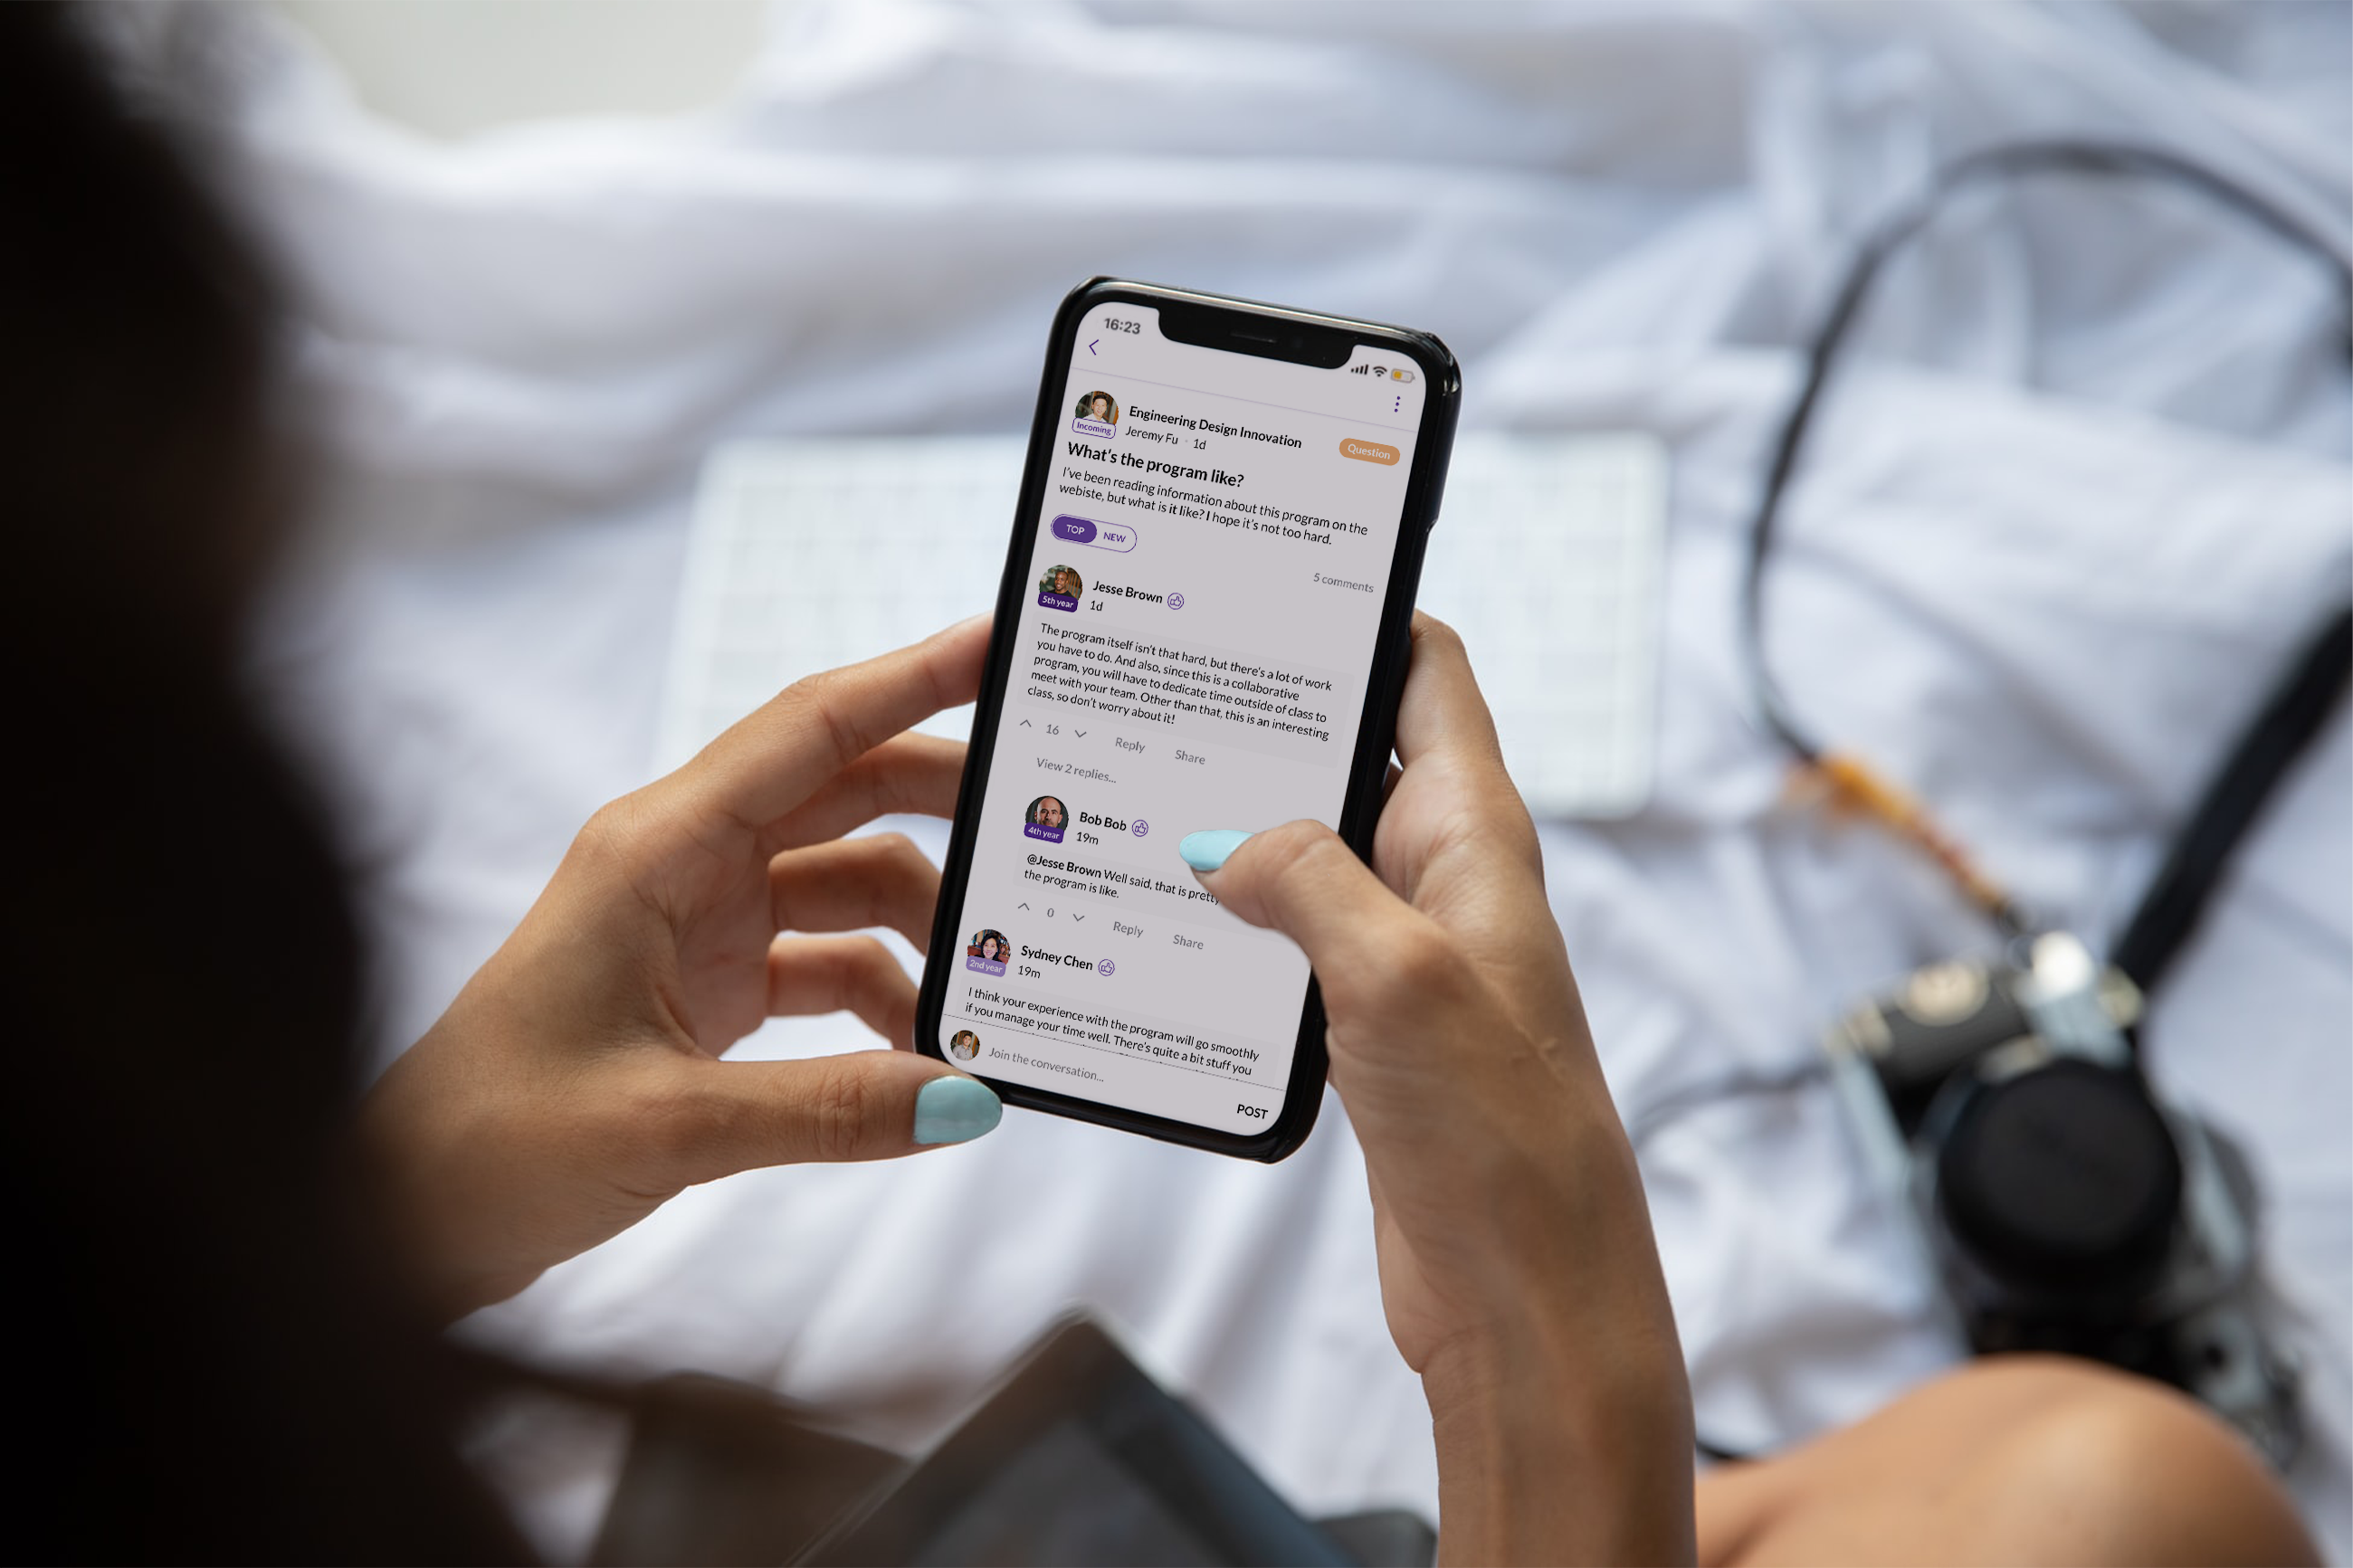 16:23
Incoming
Engineering Design Innovation
Jeremy Fu · 1d
Question
What's the program like?
I've been reading information about this program on the
webiste, but what is it like? I hope it's not too hard.
TOP NEW
5 comments
5th year
Jesse Brown
1d
The program itself isn't that hard, but there's a lot of work
you have to do. And also, since this is a collaborative
program, you will have to dedicate time outside of class to
meet with your team. Other than that, this is an interesting
class, so don't worry about it!
16 Reply Share
View 2 replies...
4th year
Bob Bob
19m
@Jesse Brown Well said, that is pretty
the program is like.
0 Reply Share
2nd year
Sydney Chen
19m
I think your experience with the program will go smoothly
if you manage your time well. There's quite a bit stuff you
Join the conversation...
POST